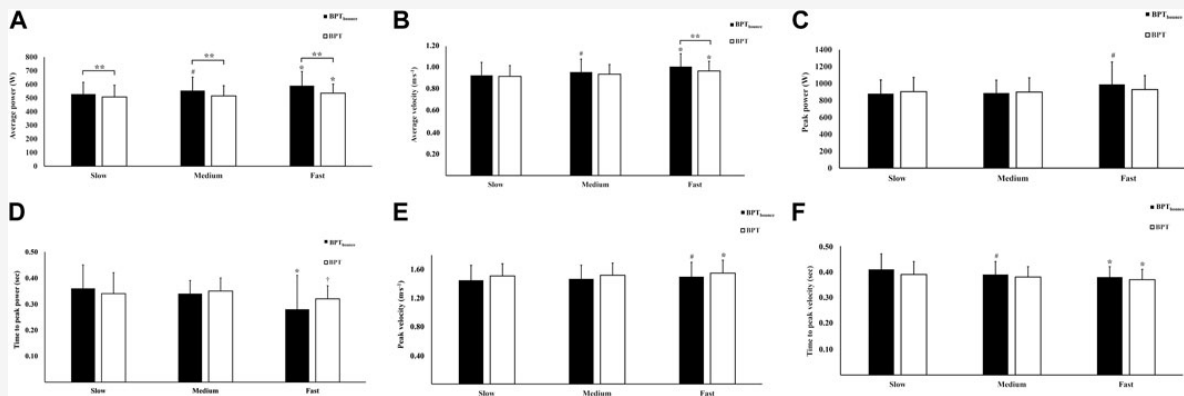 A
BPTbounce
BPT
Average power (W)
800
700
600
500
400
300
200
100
0
**
**
#
**
*
*
Slow
Medium
Fast
B
BPTbounce
BPT
Average velocity (m·s-1)
1.20
1.00
0.80
0.60
0.40
0.20
#
**
*
*
Slow
Medium
Fast
C
BPTbounce
BPT
Peak power (W)
1400
1200
1000
800
600
400
200
0
#
Slow
Medium
Fast
D
BPTbounce
BPT
Time to peak power (sec)
0.50
0.40
0.30
0.20
0.10
*
†
Slow
Medium
Fast
E
BPTbounce
BPT
Peak velocity (m·s-1)
1.60
1.20
0.80
0.40
#
*
Slow
Medium
Fast
F
BPTbounce
BPT
Time to peak velocity (sec)
0.50
0.40
0.30
0.20
0.10
#
*
*
Slow
Medium
Fast